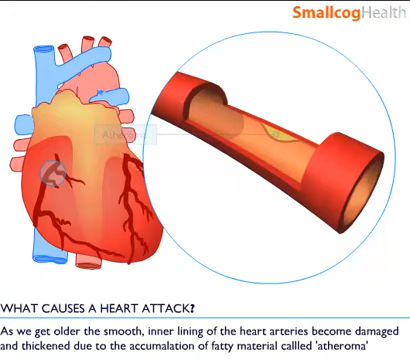 SmallcogHealth
WHAT CAUSES A HEART ATTACK?
As we get older the smooth, inner lining of the heart arteries become damaged
and thickened due to the accumalation of fatty material callled 'atheroma'